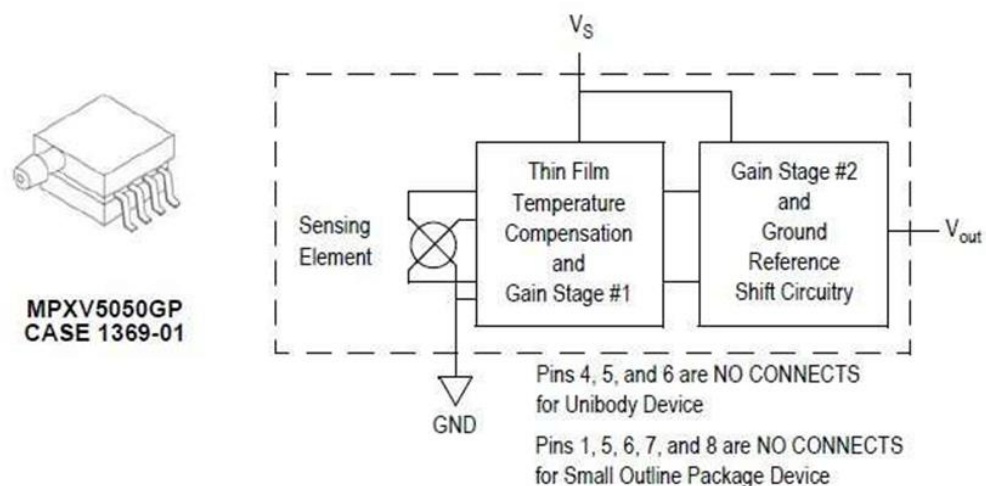 V_S
Thin Film
Temperature
Compensation
and
Gain Stage #1
Gain Stage #2
and
Ground
Reference
Shift Circuitry
Sensing
Element
V_out
MPXV5050GP
CASE 1369-01
GND
Pins 4, 5, and 6 are NO CONNECTS
for Unibody Device
Pins 1, 5, 6, 7, and 8 are NO CONNECTS
for Small Outline Package Device